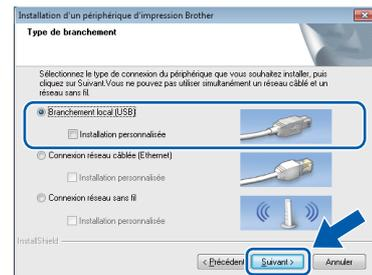 Installation d'un périphérique d'impression Brother
Type de branchement
Sélectionnez le type de connexion du périphérique que vous souhaitez installer, puis
cliquez sur Suivant.Vous ne pouvez pas utiliser simultanément un réseau câblé et un
réseau sans fil.
Branchement local (USB)
Installation personnalisée
Connexion réseau câblée (Ethernet)
Installation personnalisée
Connexion réseau sans fil
Installation personnalisée
InstallShield
< Précédent
Suivant >
Annuler